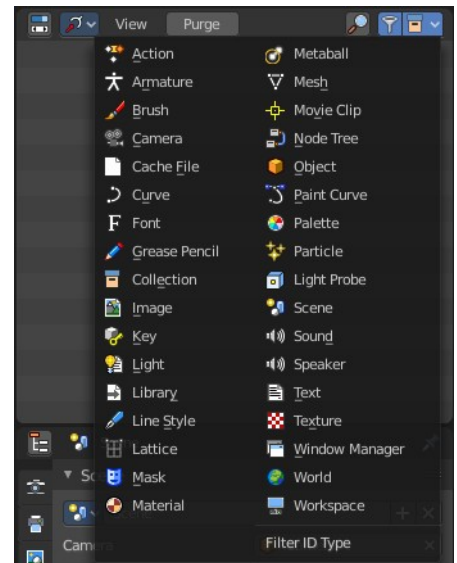 View Purge
Action
Armature
Brush
Camera
Cache File
Curve
Font
Grease Pencil
Collection
Image
Key
Light
Library
Line Style
Lattice
Mask
Material
Metaball
Mesh
Movie Clip
Node Tree
Object
Paint Curve
Palette
Particle
Light Probe
Scene
Sound
Speaker
Text
Texture
Window Manager
World
Workspace
Filter ID Type
Camera